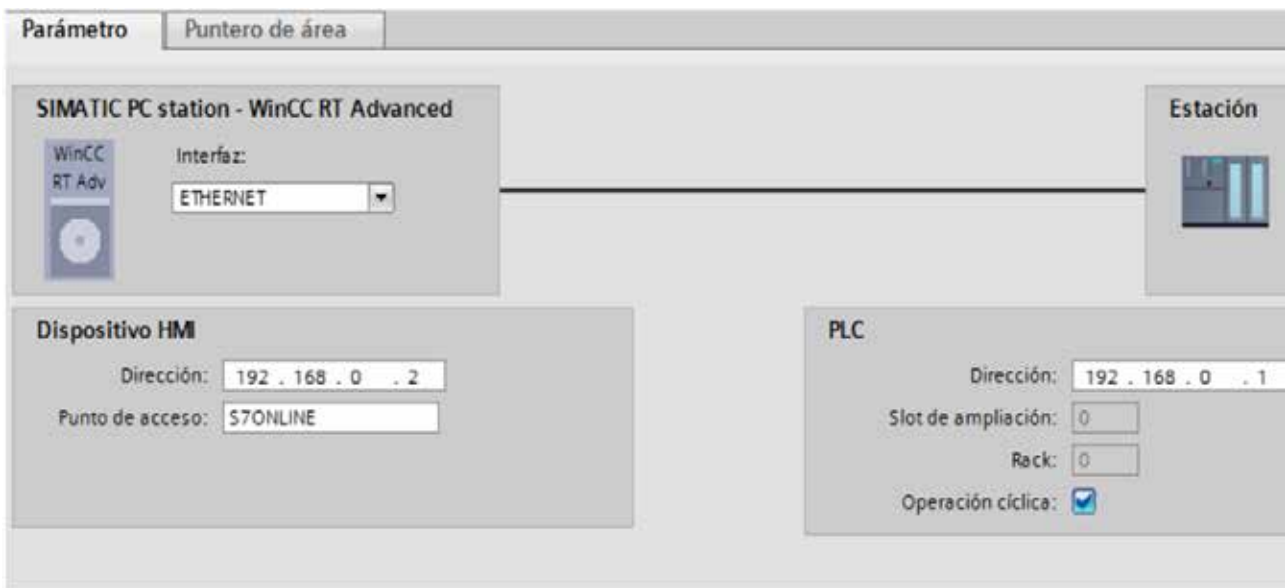 Parámetro Puntero de área
SIMATIC PC station - WinCC RT Advanced
WinCC
RT Adv
Interfaz:
ETHERNET
Estación
Dispositivo HMI
Dirección: 192 . 168 . 0 . 2
Punto de acceso: S7ONLINE
PLC
Dirección: 192 . 168 . 0 . 1
Slot de ampliación: 0
Rack: 0
Operación cíclica: